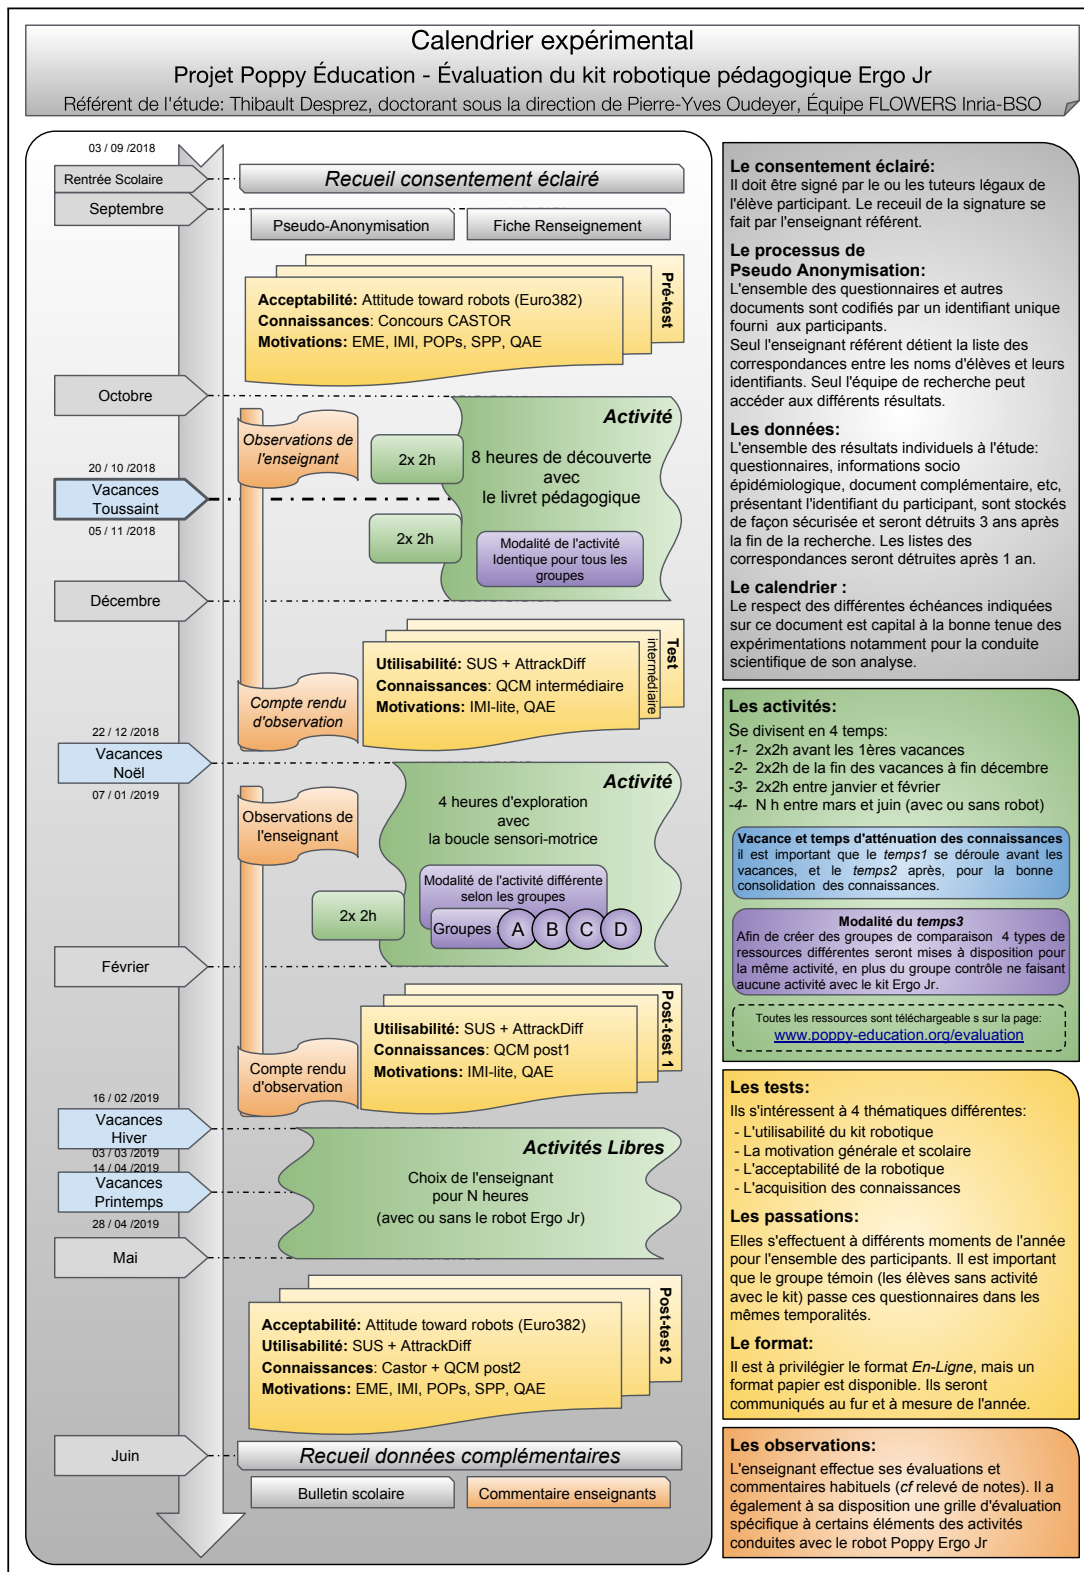 Calendrier expérimental
Projet Poppy Éducation - Évaluation du kit robotique pédagogique Ergo Jr
Référent de l'étude: Thibault Desprez, doctorant sous la direction de Pierre-Yves Oudeyer, Équipe FLOWERS Inria-BSO
03 / 09 /2018
Rentrée Scolaire
Recueil consentement éclairé
Septembre
Pseudo-Anonymisation
Fiche Renseignement
Pré-test
Acceptabilité: Attitude toward robots (Euro382)
Connaissances: Concours CASTOR
Motivations: EME, IMI, POPs, SPP, QAE
Octobre
Observations de
l'enseignant
Activité
2x 2h
8 heures de découverte
avec
le livret pédagogique
20 / 10 /2018
Vacances
Toussaint
05 / 11 /2018
2x 2h
Modalité de l'activité
Identique pour tous les
groupes
Décembre
Test
intermédiaire
Utilisabilité: SUS + AttrackDiff
Connaissances: QCM intermédiaire
Motivations: IMI-lite, QAE
Compte rendu
d'observation
22 / 12 /2018
Vacances
Noël
07 / 01 /2019
Activité
Observations de
l'enseignant
4 heures d'exploration
avec
la boucle sensori-motrice
Modalité de l'activité différente
selon les groupes
2x 2h
Groupes : A B C D
Février
Post-test 1
Utilisabilité: SUS + AttrackDiff
Connaissances: QCM post1
Motivations: IMI-lite, QAE
Compte rendu
d'observation
16 / 02 /2019
Vacances
Hiver
03 / 03 /2019
14 / 04 /2019
Vacances
Printemps
28 / 04 /2019
Activités Libres
Choix de l'enseignant
pour N heures
(avec ou sans le robot Ergo Jr)
Mai
Post-test 2
Acceptabilité: Attitude toward robots (Euro382)
Utilisabilité: SUS + AttrackDiff
Connaissances: Castor + QCM post2
Motivations: EME, IMI, POPs, SPP, QAE
Juin
Recueil données complémentaires
Bulletin scolaire
Commentaire enseignants
Le consentement éclairé:
Il doit être signé par le ou les tuteurs légaux de
l'élève participant. Le receuil de la signature se
fait par l'enseignant référent.
Le processus de
Pseudo Anonymisation:
L'ensemble des questionnaires et autres
documents sont codifiés par un identifiant unique
fourni aux participants.
Seul l'enseignant référent détient la liste des
correspondances entre les noms d'élèves et leurs
identifiants. Seul l'équipe de recherche peut
accéder aux différents résultats.
Les données:
L'ensemble des résultats individuels à l'étude:
questionnaires, informations socio
épidémiologique, document complémentaire, etc,
présentant l'Identifiant du participant, sont stockés
de façon sécurisée et seront détruits 3 ans après
la fin de la recherche. Les listes des
correspondances seront détruites après 1 an.
Le calendrier :
Le respect des différentes échéances indiquées
sur ce document est capital à la bonne tenue des
expérimentations notamment pour la conduite
scientifique de son analyse.
Les activités:
Se divisent en 4 temps:
-1- 2x2h avant les 1ères vacances
-2- 2x2h de la fin des vacances à fin décembre
-3- 2x2h entre janvier et février
-4- N h entre mars et juin (avec ou sans robot)
Vacance et temps d'atténuation des connaissances
il est important que le temps1 se déroule avant les
vacances, et le temps2 après, pour la bonne
consolidation des connaissances.
Modalité du temps3
Afin de créer des groupes de comparaison 4 types de
ressources différentes seront mises à disposition pour
la même activité, en plus du groupe contrôle ne faisant
aucune activité avec le kit Ergo Jr.
Toutes les ressources sont téléchargeable s sur la page:
www.poppy-education.org/evaluation
Les tests:
Ils s'intéressent à 4 thématiques différentes:
- L'utilisabilité du kit robotique
- La motivation générale et scolaire
- L'acceptabilité de la robotique
- L'acquisition des connaissances
Les passations:
Elles s'effectuent à différents moments de l'année
pour l'ensemble des participants. Il est important
que le groupe témoin (les élèves sans activité
avec le kit) passe ces questionnaires dans les
mêmes temporalités.
Le format:
Il est à privilégier le format En-Ligne, mais un
format papier est disponible. Ils seront
communiqués au fur et à mesure de l'année.
Les observations:
L'enseignant effectue ses évaluations et
commentaires habituels (cf relevé de notes). Il a
également à sa disposition une grille d'évaluation
spécifique à certains éléments des activités
conduites avec le robot Poppy Ergo Jr